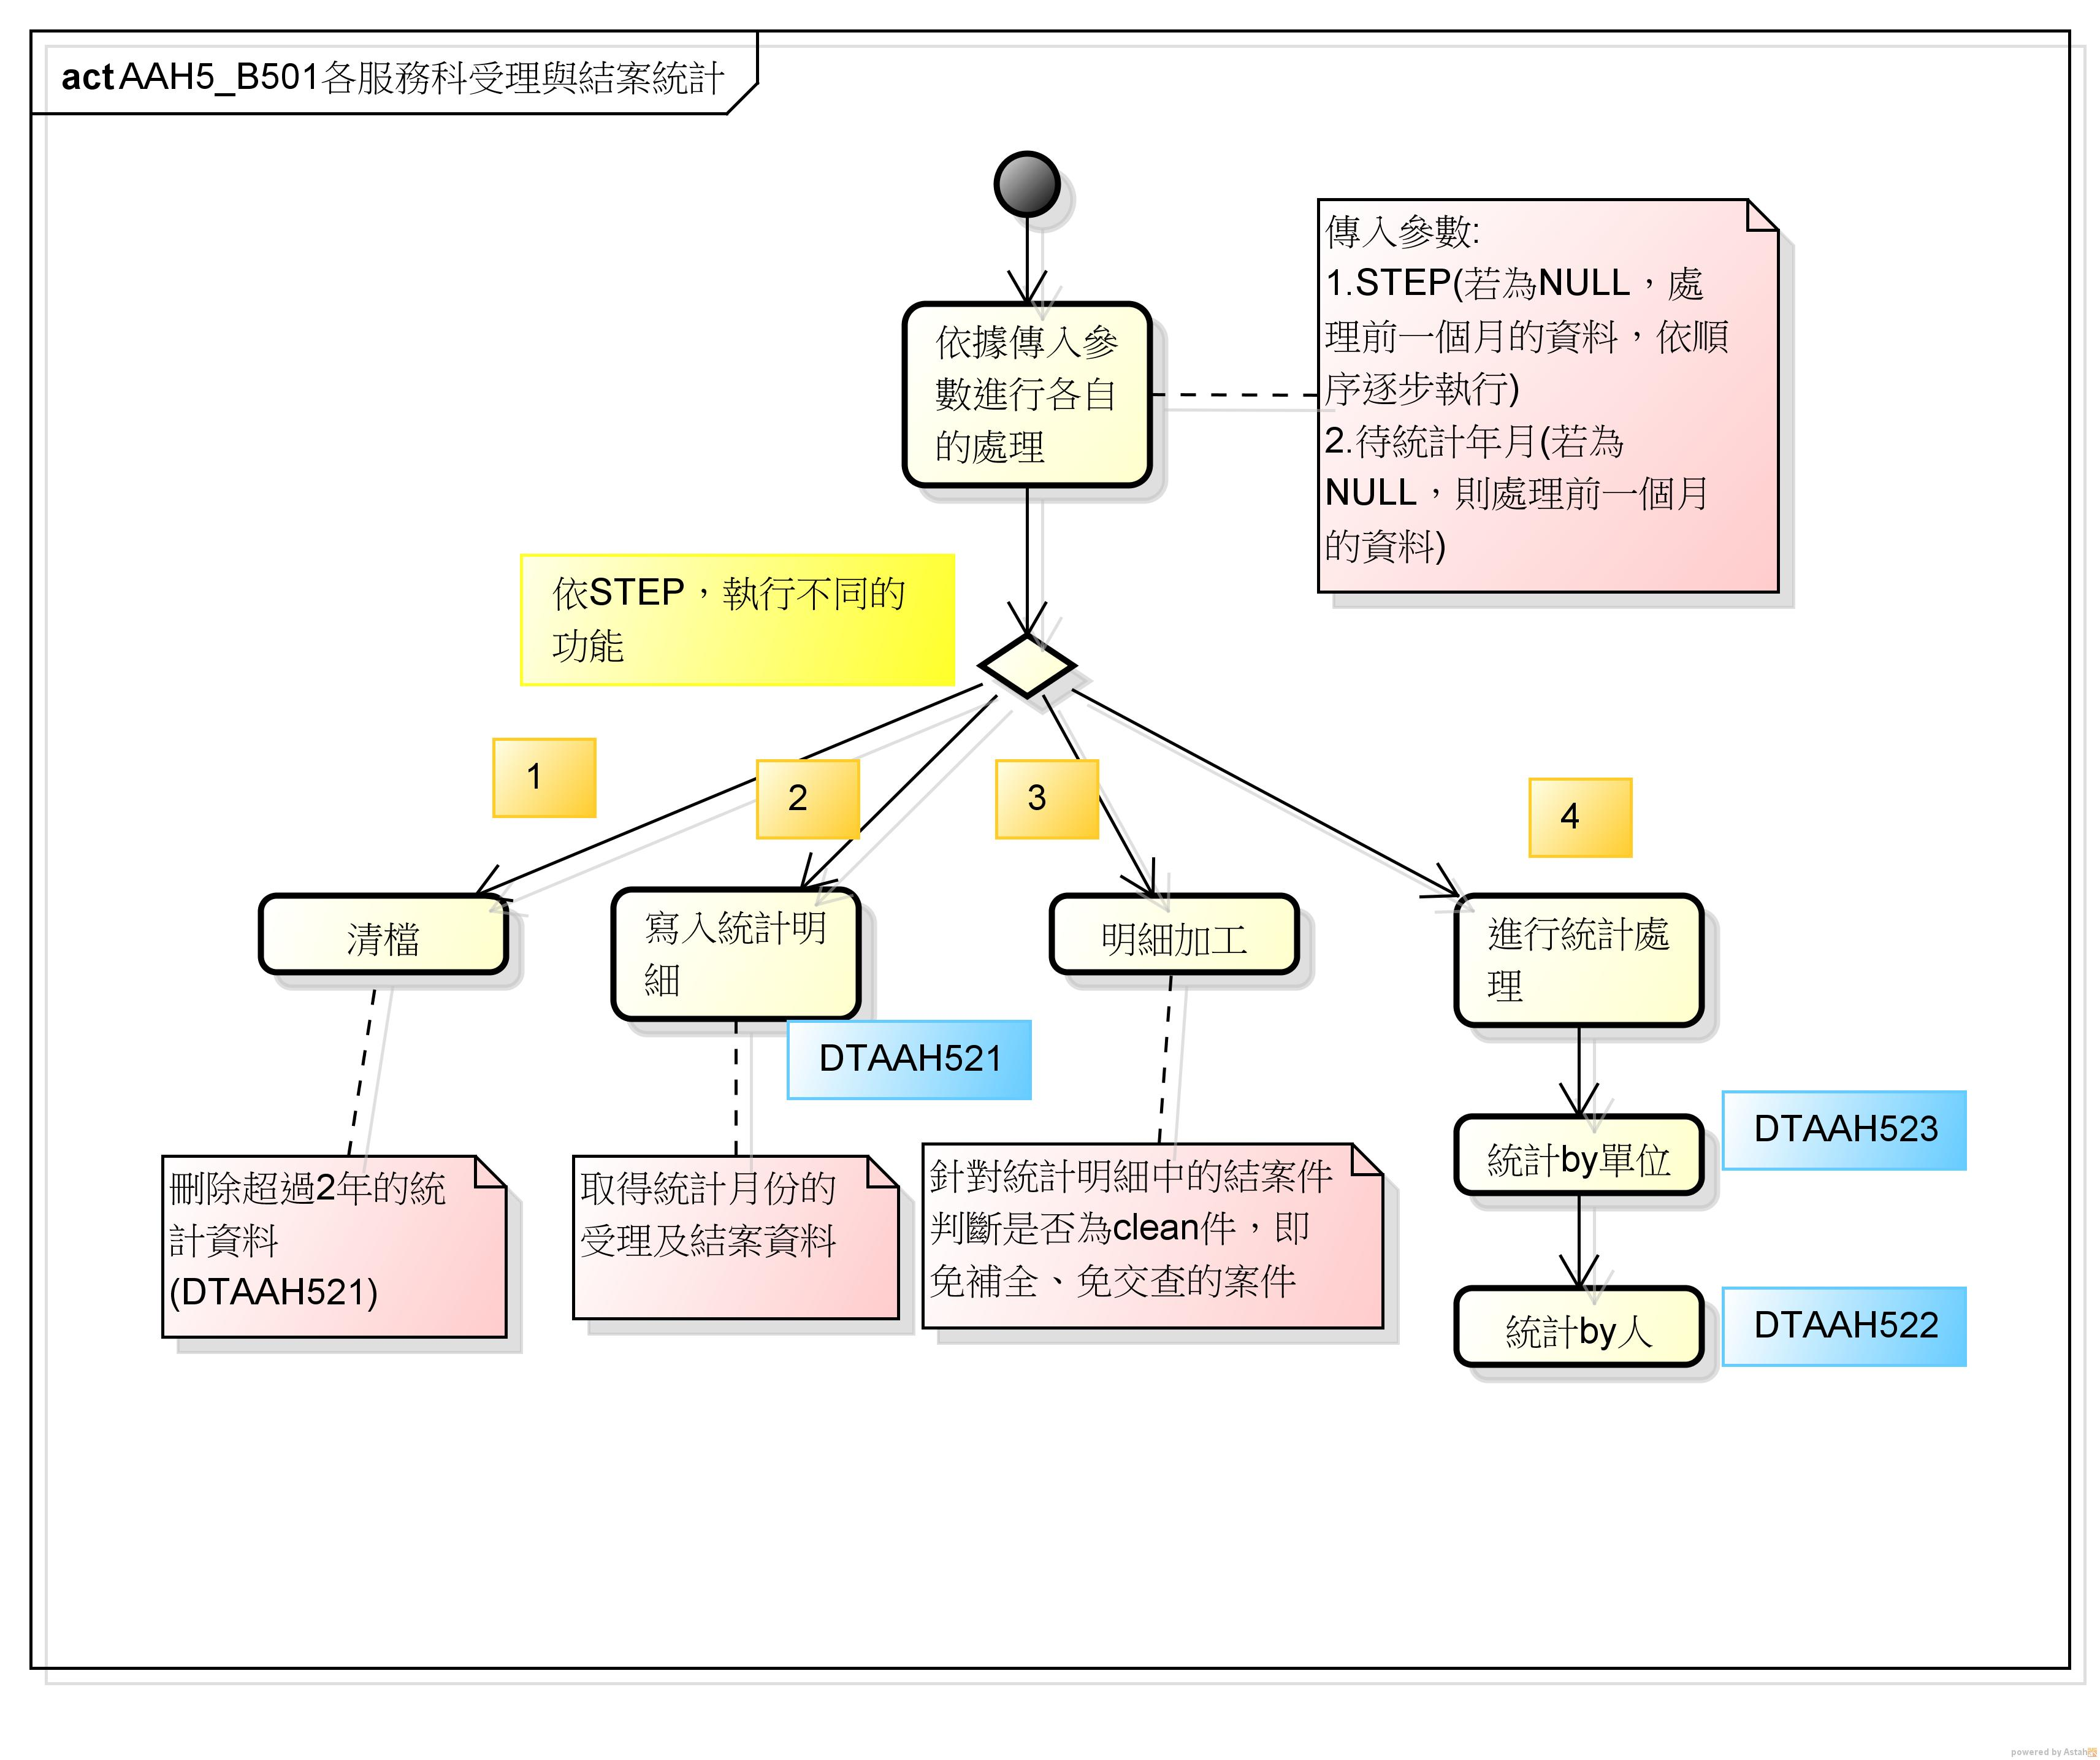 act AAH5_B501各服務科受理與結案統計
傳入參數:
1.STEP(若為NULL，處
理前一個月的資料，依順
序逐步執行)
2.待統計年月(若為
NULL，則處理前一個月
的資料)
依據傳入參
數進行各自
的處理
依STEP，執行不同的
功能
1
2
3
4
清檔
寫入統計明
細
明細加工
進行統計處
理
DTAAH521
刪除超過2年的統
計資料
(DTAAH521)
取得統計月份的
受理及結案資料
針對統計明細中的結案件
判斷是否為clean件，即
免補全、免交查的案件
統計by單位
DTAAH523
統計by人
DTAAH522
powered by Astah